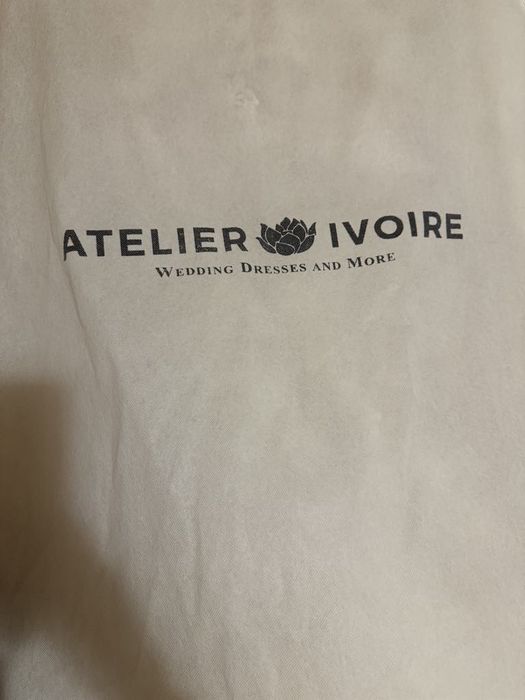 ATELIER IVOIRE
WEDDING DRESSES AND MORE